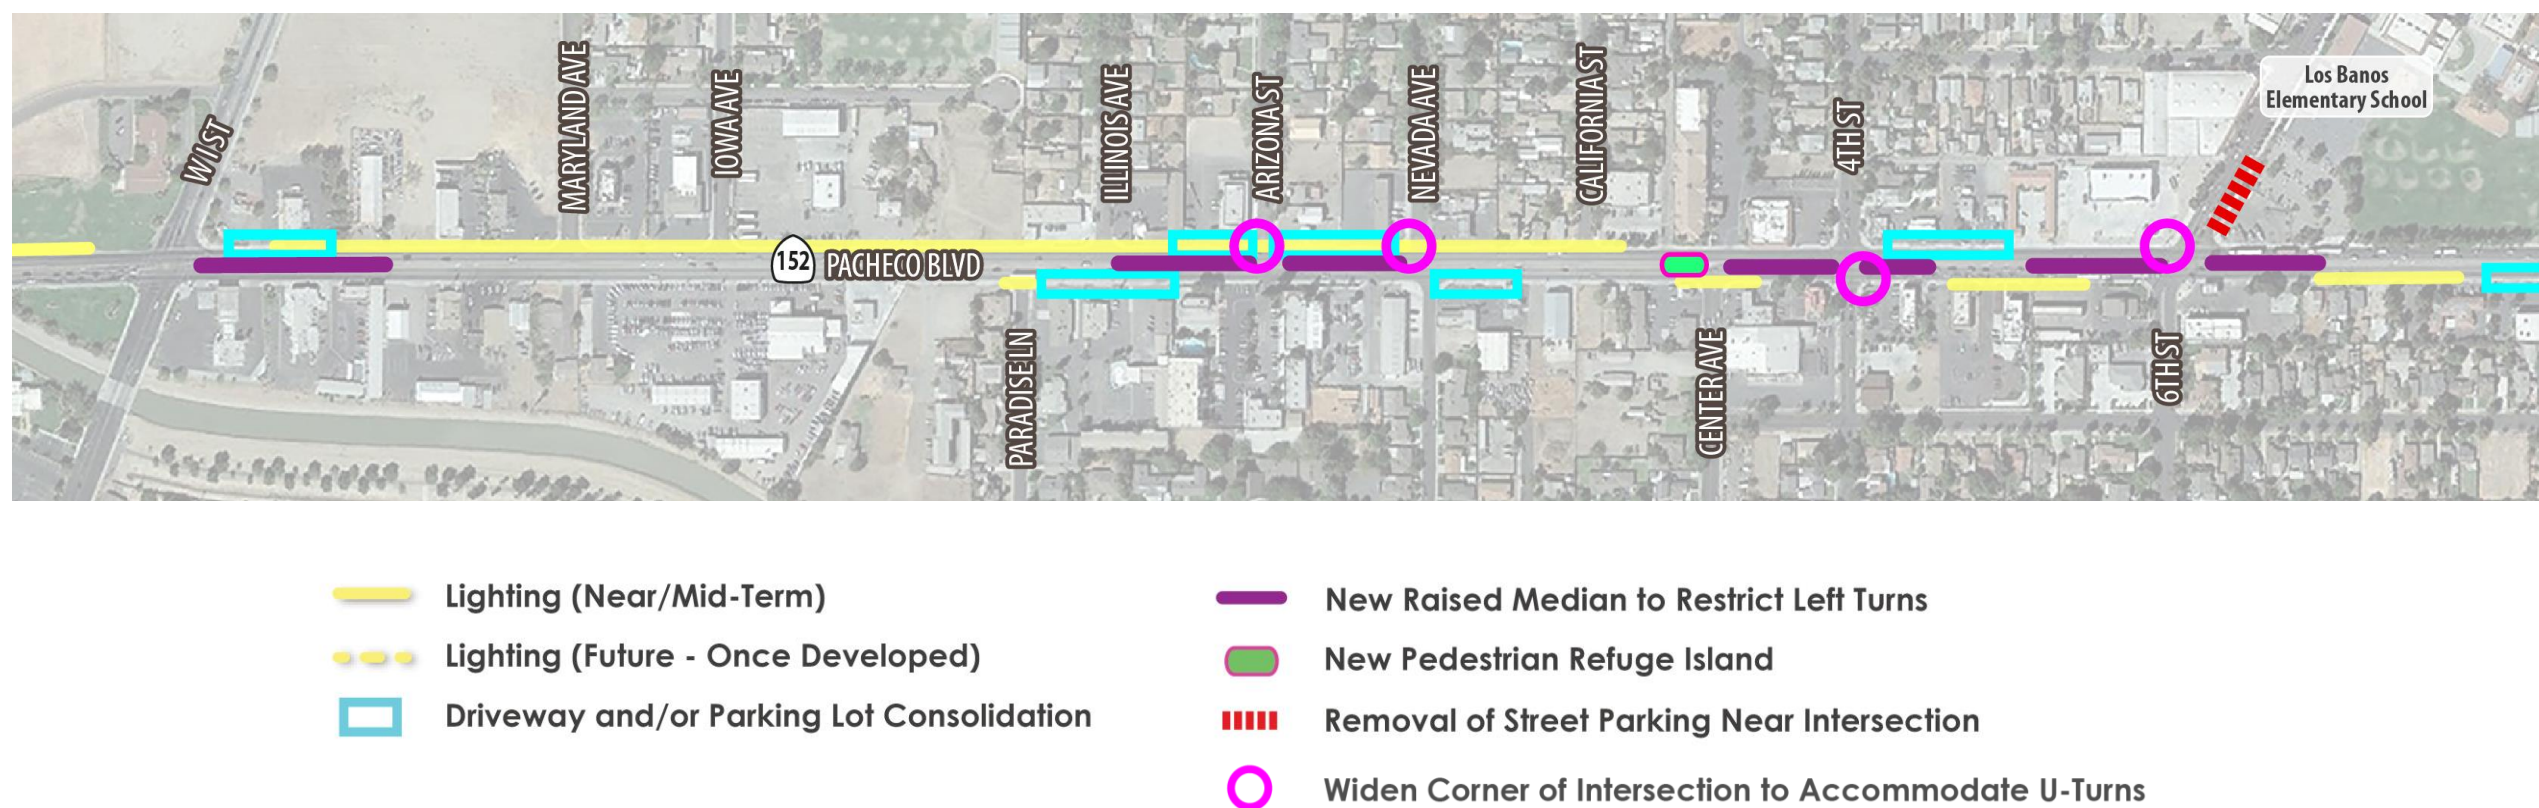 W I ST
MARYLAND AVE
IOWA AVE
ILLINOIS AVE
ARIZONA ST
NEVADA AVE
CALIFORNIA ST
4TH ST
Los Banos
Elementary School
152
PACHECO BLVD
PARADISE LN
CENTER AVE
6TH ST
Lighting (Near/Mid-Term)
Lighting (Future - Once Developed)
Driveway and/or Parking Lot Consolidation
New Raised Median to Restrict Left Turns
New Pedestrian Refuge Island
Removal of Street Parking Near Intersection
Widen Corner of Intersection to Accommodate U-Turns